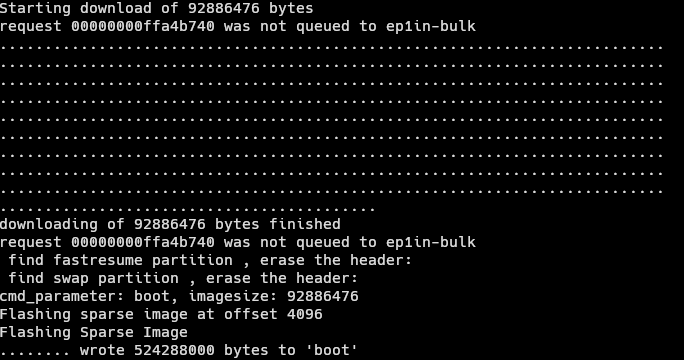 Starting download of 92886476 bytes
request 00000000ffa4b740 was not queued to ep1in-bulk
..........................................................................
..........................................................................
..........................................................................
..........................................................................
..........................................................................
..........................................................................
..........................................................................
..........................................................................
..........................................................................
..........................................
downloading of 92886476 bytes finished
request 00000000ffa4b740 was not queued to ep1in-bulk
 find fastresume partition , erase the header:
 find swap partition , erase the header:
cmd_parameter: boot, imagesize: 92886476
Flashing sparse image at offset 4096
Flashing Sparse Image
........ wrote 524288000 bytes to 'boot'